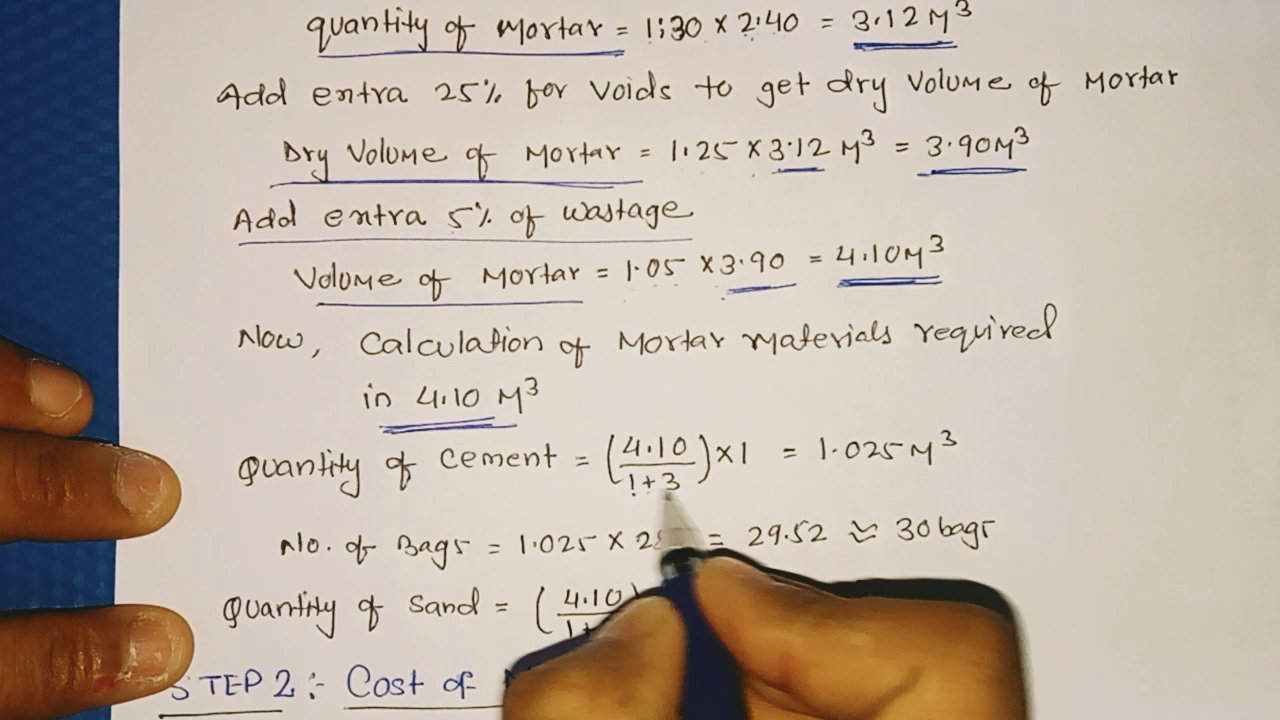 quantity of Mortar = 1:30 × 2.40 = 3.12 M³
Add extra 25% for Voids to get dry Volume of Mortar
Dry Volume of Mortar = 1.25 × 3.12 M³ = 3.90M³
Add extra 5% of wastage
Volume of Mortar = 1.05 × 3.90 = 4.10M³
Now, Calculation of Mortar Materials required
in 4.10 M³
Quantity of Cement = (4.10/1+3) ×1 = 1.025 M³
No. of Bags = 1.025 × = 29.52 ≈ 30 bags
Quantity of Sand = (4.10
STEP 2 :- Cost of